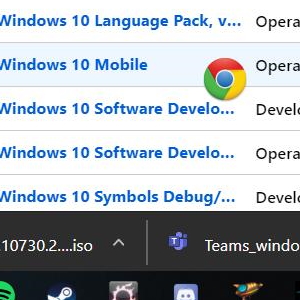 Windows 10 Language Pack, v... Opera
Windows 10 Mobile Opera
Windows 10 Software Develo... Develo
Windows 10 Software Develo... Opera
Windows 10 Symbols Debug/... Develo
10730.2....iso Teams_windo